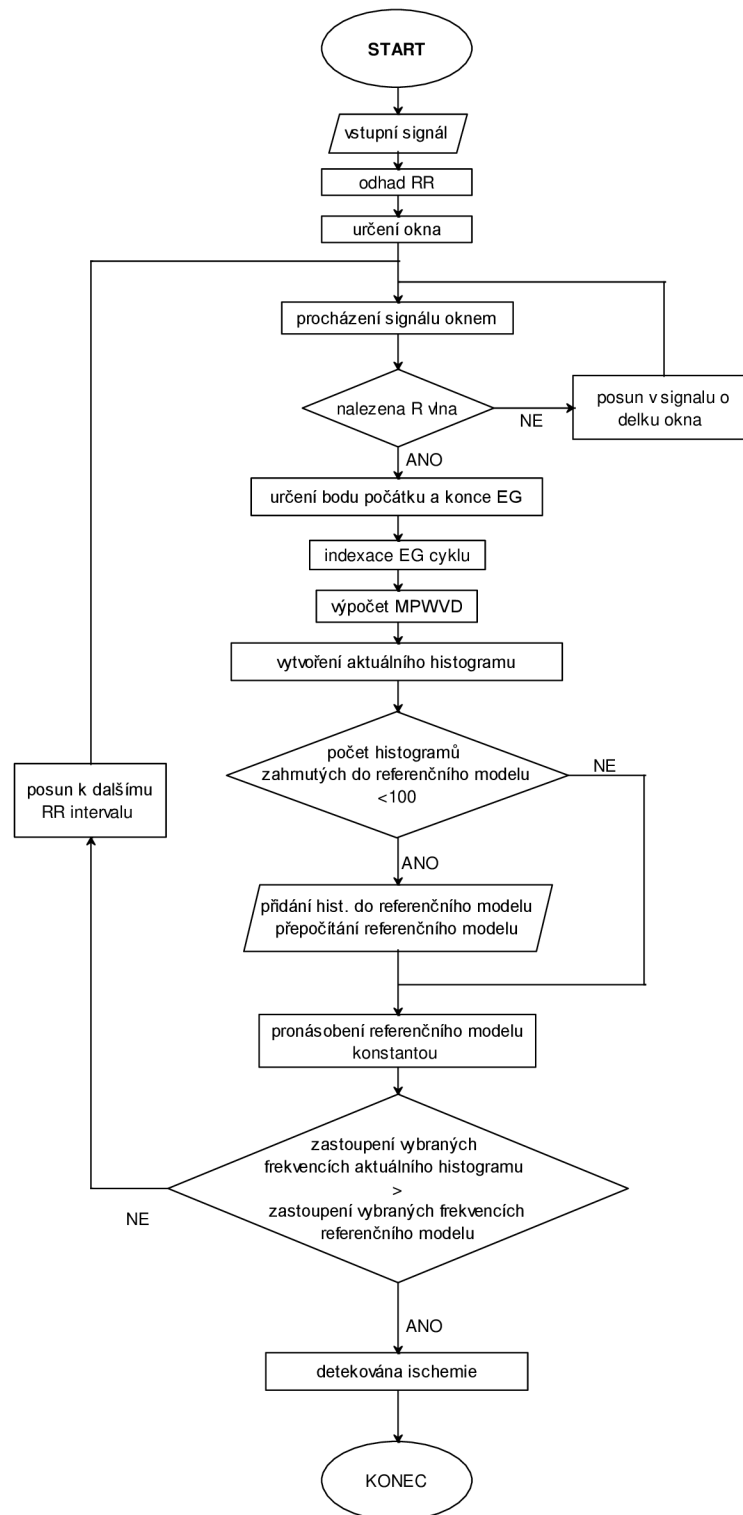 START
vstupní signál
odhad RR
určení okna
procházení signálu oknem
nalezena R vlna
NE
posun v signalu o
delku okna
ANO
určení bodu počátku a konce EG
indexace EG cyklu
výpočet MPWVD
vytvoření aktuálního histogramu
počet histogramů
zahrnutých do referenčního modelu
<100
NE
posun k dalšímu
RR intervalu
ANO
přidání hist. do referenčního modelu
přepočítání referenčního modelu
pronásobení referenčního modelu
konstantou
zastoupení vybraných
frekvencích aktuálního histogramu
>
zastoupení vybraných frekvencích
referenčního modelu
NE
ANO
detekována ischemie
KONEC